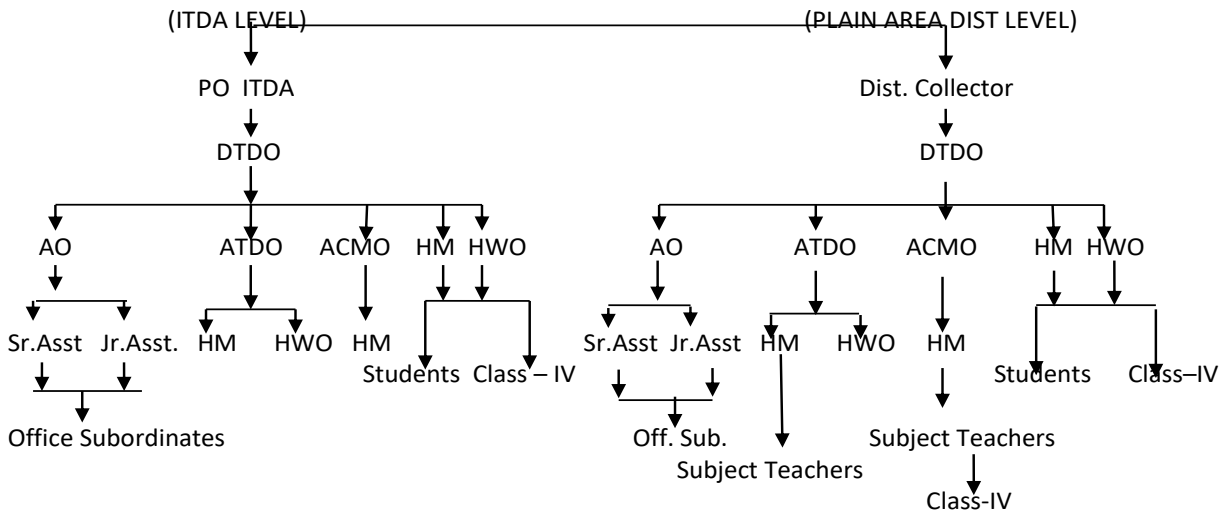 (ITDA LEVEL) (PLAIN AREA DIST LEVEL)
PO ITDA Dist. Collector
DTDO DTDO
AO ATDO ACMO HM HWO AO ATDO ACMO HM HWO
Sr.Asst Jr.Asst. HM HWO HM Sr.Asst Jr.Asst HM HWO HM
Students Class – IV Students Class–IV
Office Subordinates Off. Sub. Subject Teachers
Subject Teachers
Class-IV